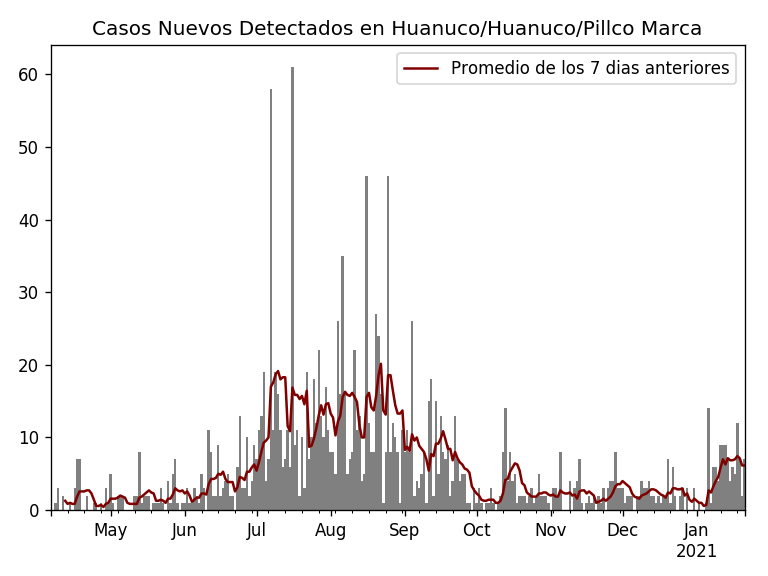 Casos Nuevos Detectados en Huanuco/Huanuco/Pillco Marca
Promedio de los 7 dias anteriores
60
50
40
30
20
10
0
May Jun Jul Aug Sep Oct Nov Dec Jan
2021